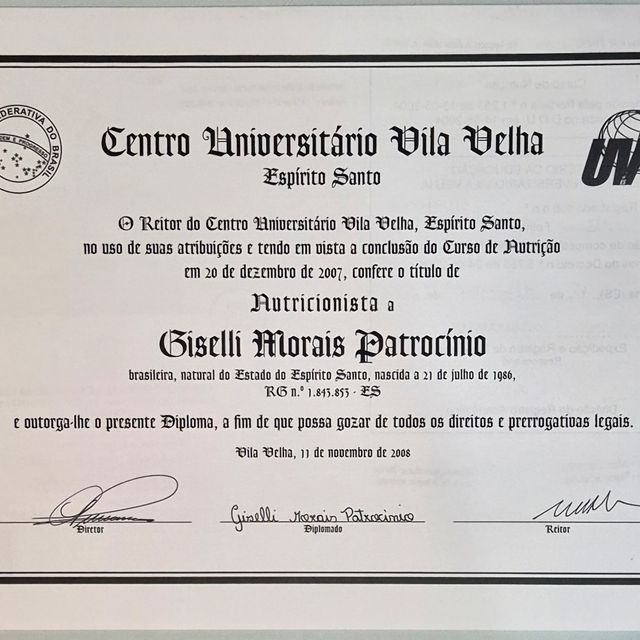 DERATIVA DO BRASIL
Centro Universitário Vila Velha
UV
Espírito Santo
O Reitor do Centro Universitário Vila Velha, Espírito Santo,
no uso de suas atribuições e tendo em vista a conclusão do Curso de Nutrição
em 20 de dezembro de 2007, confere o título de
Nutricionista a
Giselli Morais Patrocínio
brasileira, natural do Estado do Espírito Santo, nascida a 21 de julho de 1986,
RG n.º 1.843.853 - ES
e outorga-lhe o presente Diploma, a fim de que possa gozar de todos os direitos e prerrogativas legais.
Vila Velha, 11 de novembro de 2008
Giselli Morais Patrocinio
Diretor
Diplomado
Reitor